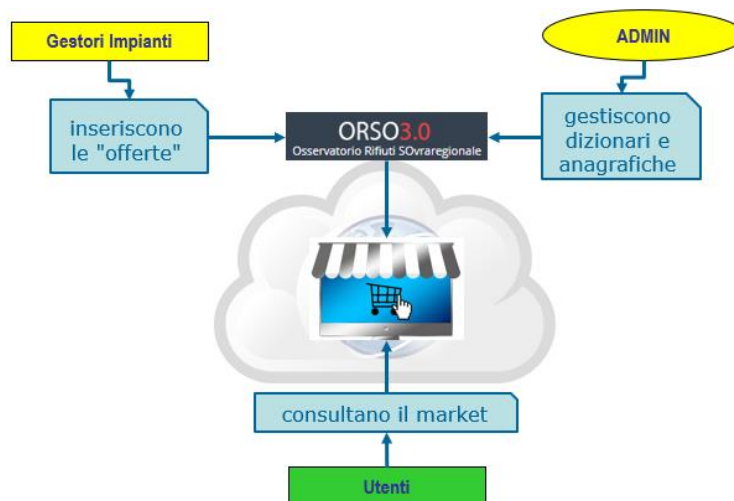 Gestori Impianti
ADMIN
inseriscono
le "offerte"
ORSO3.0
Osservatorio Rifiuti SOvraregionale
gestiscono
dizionari e
anagrafiche
consultano il market
Utenti